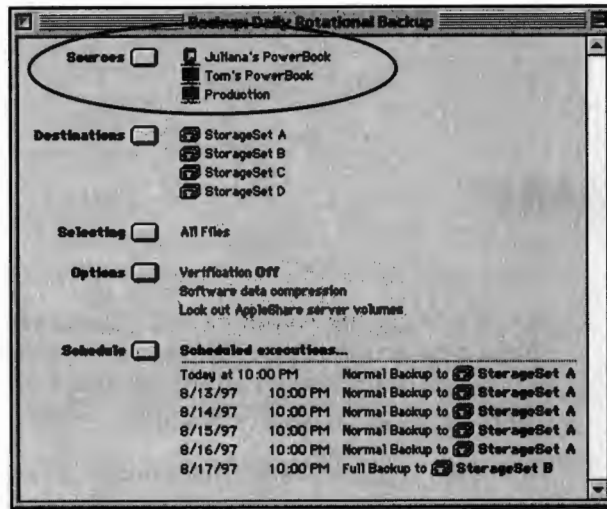 Backup: Daily Rotational Backup
Sources Juliana's PowerBook
Tom's PowerBook
Production
Destinations StorageSet A
StorageSet B
StorageSet C
StorageSet D
Selecting All Files
Options Verification Off
Software data compression
Lock out AppleShare server volumes
Schedule Scheduled executions...
Today at 10:00 PM Normal Backup to StorageSet A
8/13/97 10:00 PM Normal Backup to StorageSet A
8/14/97 10:00 PM Normal Backup to StorageSet A
8/15/97 10:00 PM Normal Backup to StorageSet A
8/16/97 10:00 PM Normal Backup to StorageSet A
8/17/97 10:00 PM Full Backup to StorageSet B